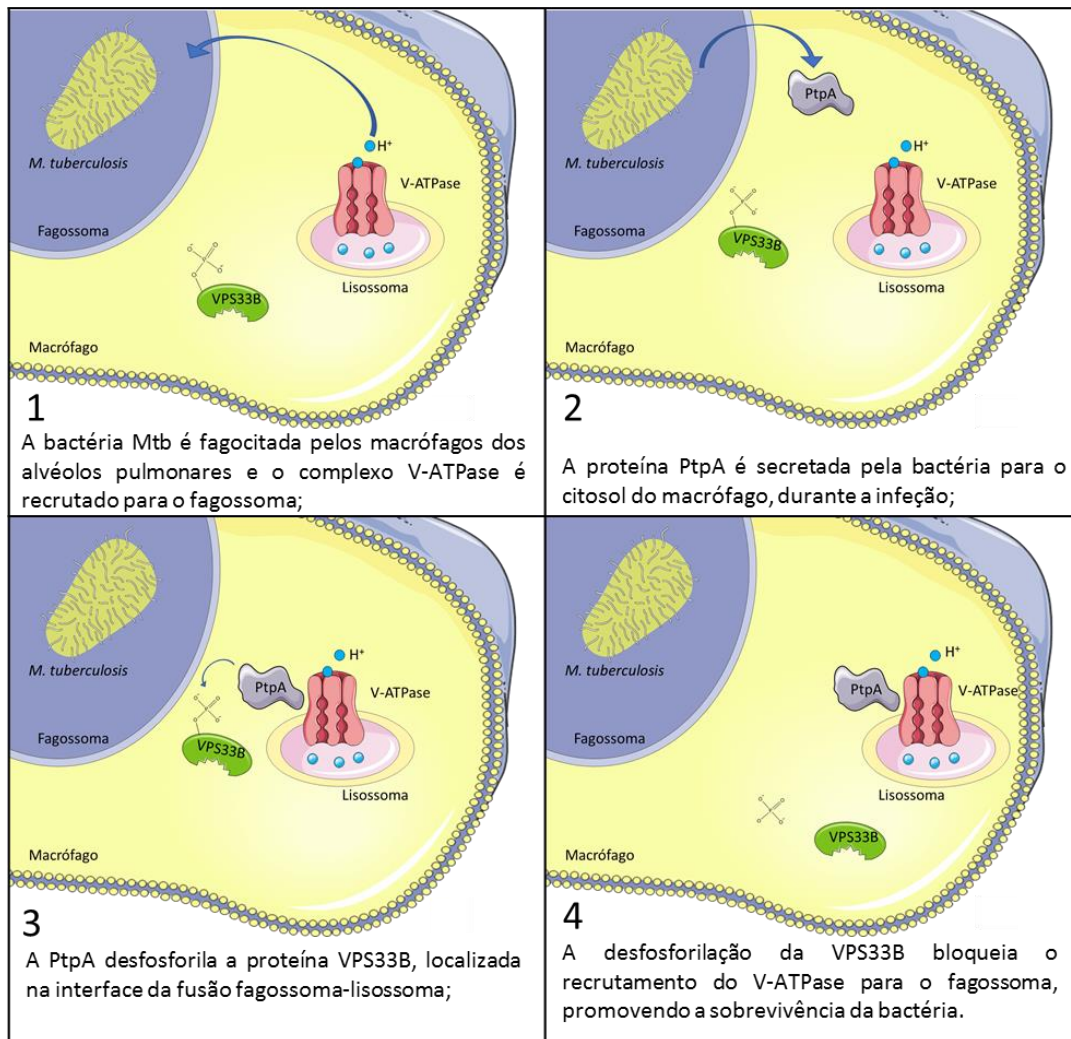 M. tuberculosis
H⁺
V-ATPase
Fagossoma
VPS33B
Lisossoma
Macrófago
1
A bactéria Mtb é fagocitada pelos macrófagos dos
alvéolos pulmonares e o complexo V-ATPase é
recrutado para o fagossoma;
PtpA
M. tuberculosis
H⁺
V-ATPase
Fagossoma
VPS33B
Lisossoma
Macrófago
2
A proteína PtpA é secretada pela bactéria para o
citosol do macrófago, durante a infeção;
M. tuberculosis
H⁺
PtpA
V-ATPase
Fagossoma
VPS33B
Lisossoma
Macrófago
3
A PtpA desfosforila a proteína VPS33B, localizada
na interface da fusão fagossoma-lisossoma;
M. tuberculosis
H⁺
PtpA
V-ATPase
Fagossoma
Lisossoma
VPS33B
Macrófago
4
A desfosforilação da VPS33B bloqueia o
recrutamento do V-ATPase para o fagossoma,
promovendo a sobrevivência da bactéria.